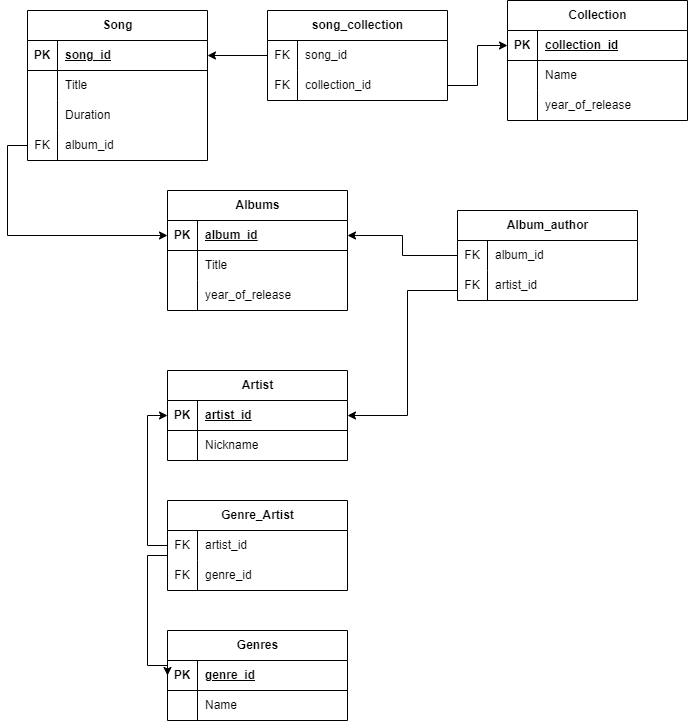 Song
PK song_id
Title
Duration
FK album_id
song_collection
FK song_id
FK collection_id
Collection
PK collection_id
Name
year_of_release
Albums
PK album_id
Title
year_of_release
Album_author
FK album_id
FK artist_id
Artist
PK artist_id
Nickname
Genre_Artist
FK artist_id
FK genre_id
Genres
PK genre_id
Name